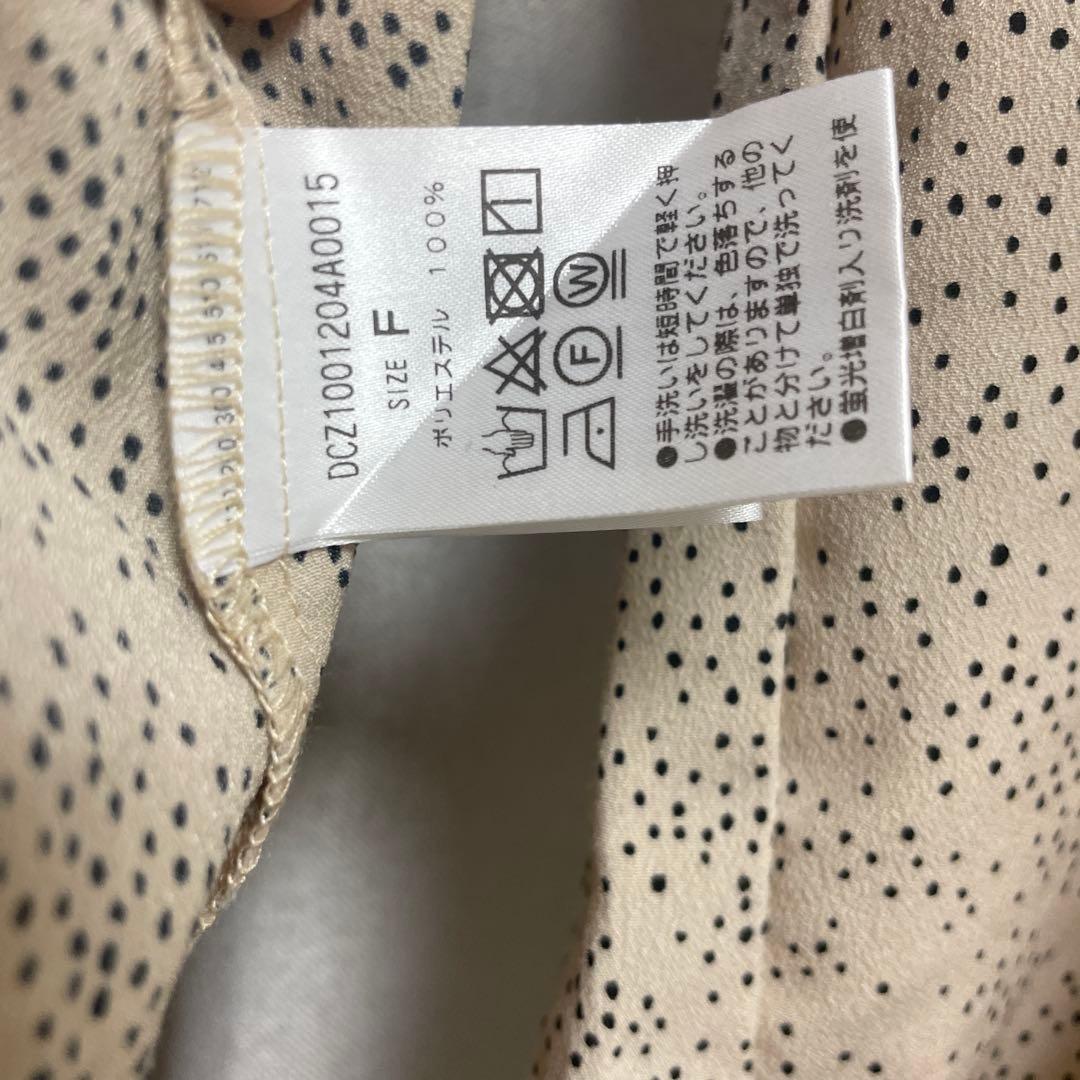 DCZ1001204A0015
SIZE F
ポリエステル 100%
F
W
●手洗いは短時間で軽く押
し洗いをしてください。
●洗濯の際は、色落ちする
ことがありますので、他の
物と分けて単独で洗ってく
ださい。
●蛍光増白剤入り洗剤を使